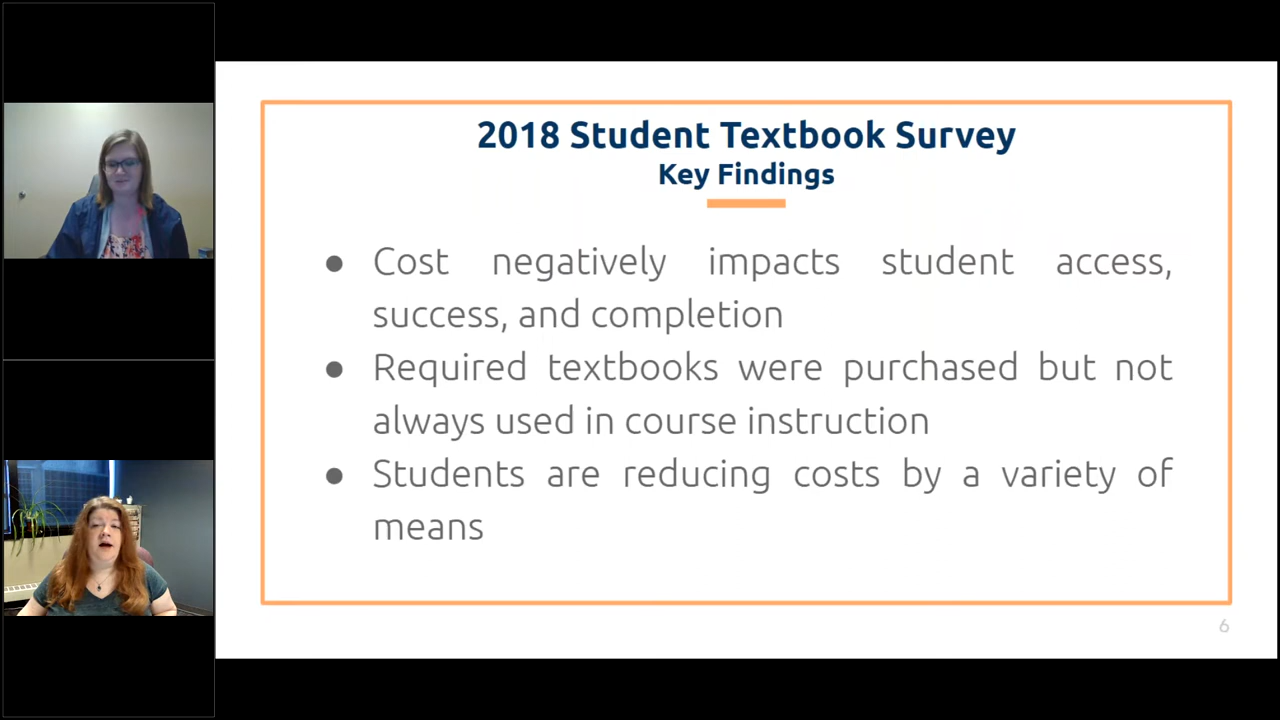 2018 Student Textbook Survey
Key Findings
● Cost negatively impacts student access,
success, and completion
● Required textbooks were purchased but not
always used in course instruction
● Students are reducing costs by a variety of
means
6